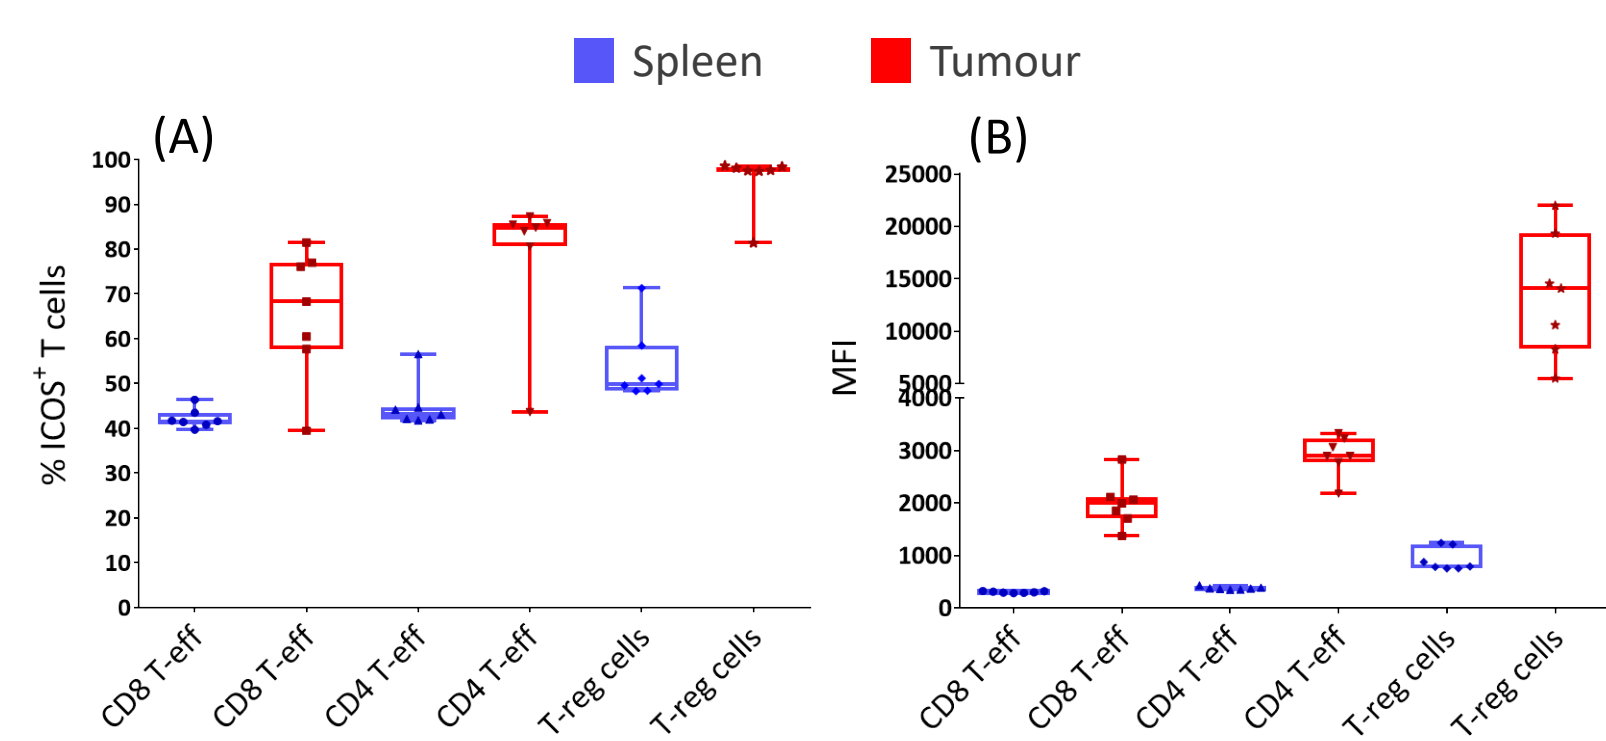 Spleen
Tumour
(A)
% ICOS⁺ T cells
100
90
80
70
60
50
40
30
20
10
0
CD8 T-eff
CD8 T-eff
CD4 T-eff
CD4 T-eff
T-reg cells
T-reg cells
(B)
MFI
25000
20000
15000
10000
5000
4000
3000
2000
1000
0
CD8 T-eff
CD8 T-eff
CD4 T-eff
CD4 T-eff
T-reg cells
T-reg cells